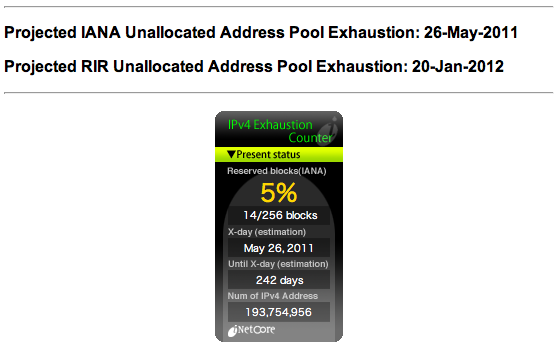 Projected IANA Unallocated Address Pool Exhaustion: 26-May-2011
Projected RIR Unallocated Address Pool Exhaustion: 20-Jan-2012
IPv4 Exhaustion
Counter
▼Present status
Reserved blocks(IANA)
5%
14/256 blocks
X-day (estimation)
May 26, 2011
Until X-day (estimation)
242 days
Num of IPv4 Address
193,754,956
iNetCore